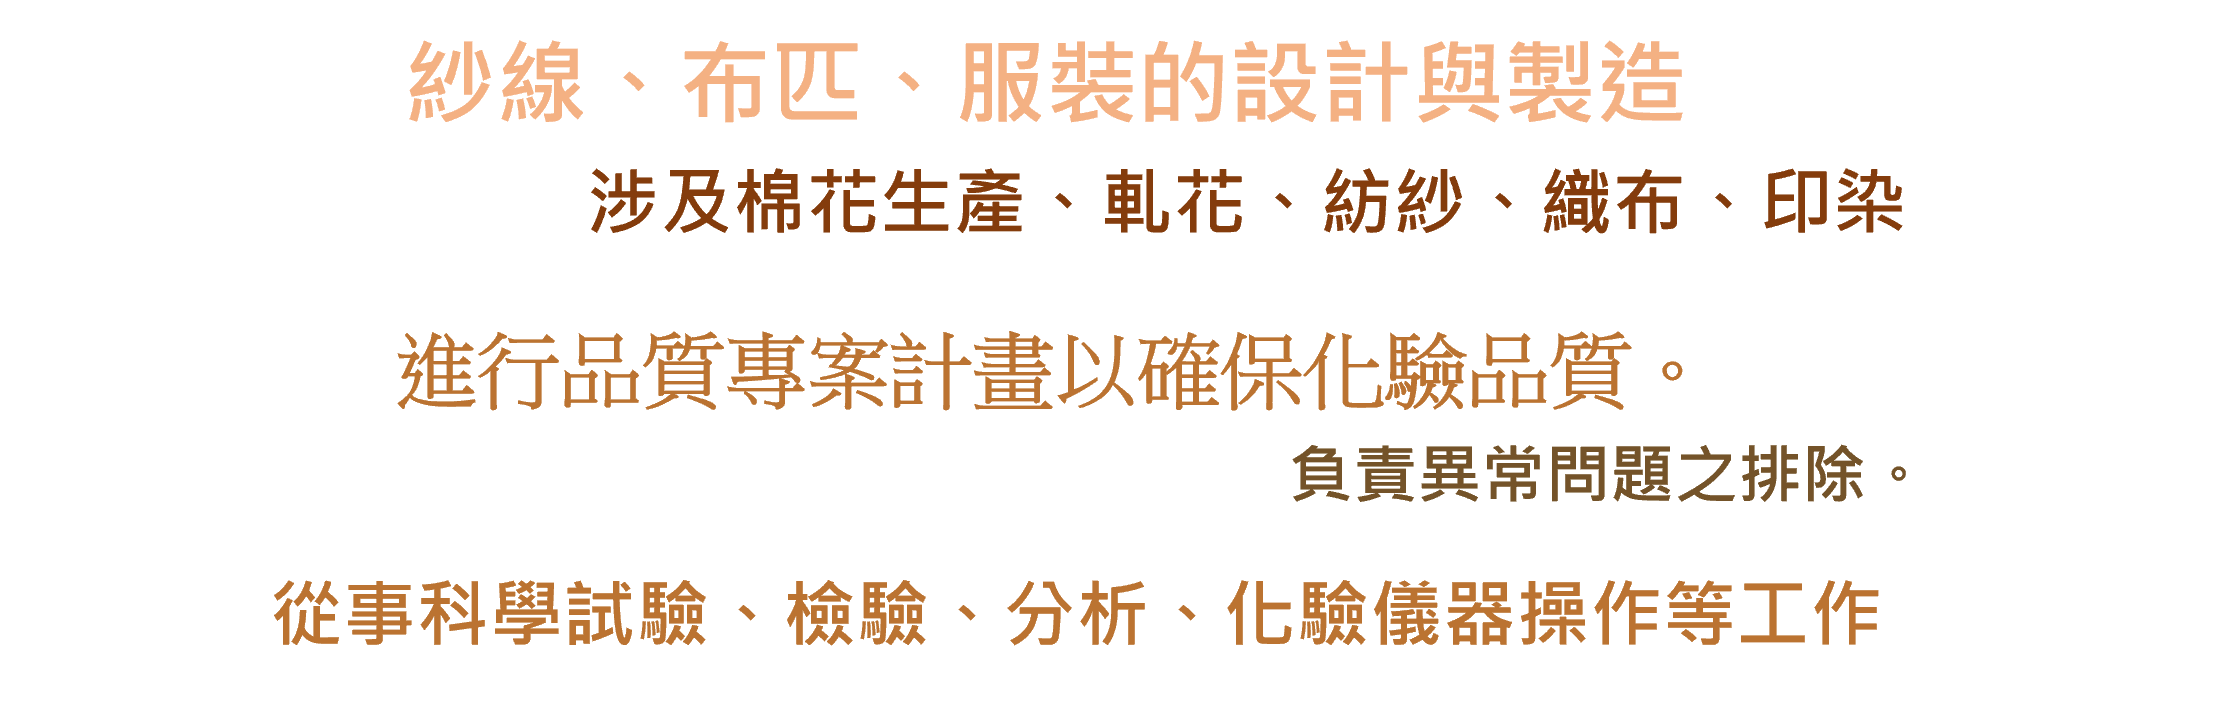 紗線、布匹、服裝的設計與製造
涉及棉花生產、軋花、紡紗、織布、印染
進行品質專案計畫以確保化驗品質。
負責異常問題之排除。
從事科學試驗、檢驗、分析、化驗儀器操作等工作